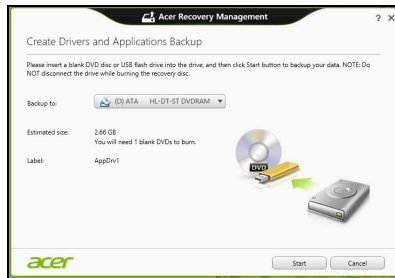 Acer Recovery Management
? X
Create Drivers and Applications Backup
Please insert a blank DVD disc or USB flash drive into the drive, and then click Start button to backup your data. NOTE: Do
NOT disconnect the drive while burning the recovery disc.
Backup to: (D) ATA HL-DT-ST DVDRAM
Estimated size: 2.66 GB
You will need 1 blank DVDs to burn.
Label: AppDrv1
DVD
acer Start Cancel